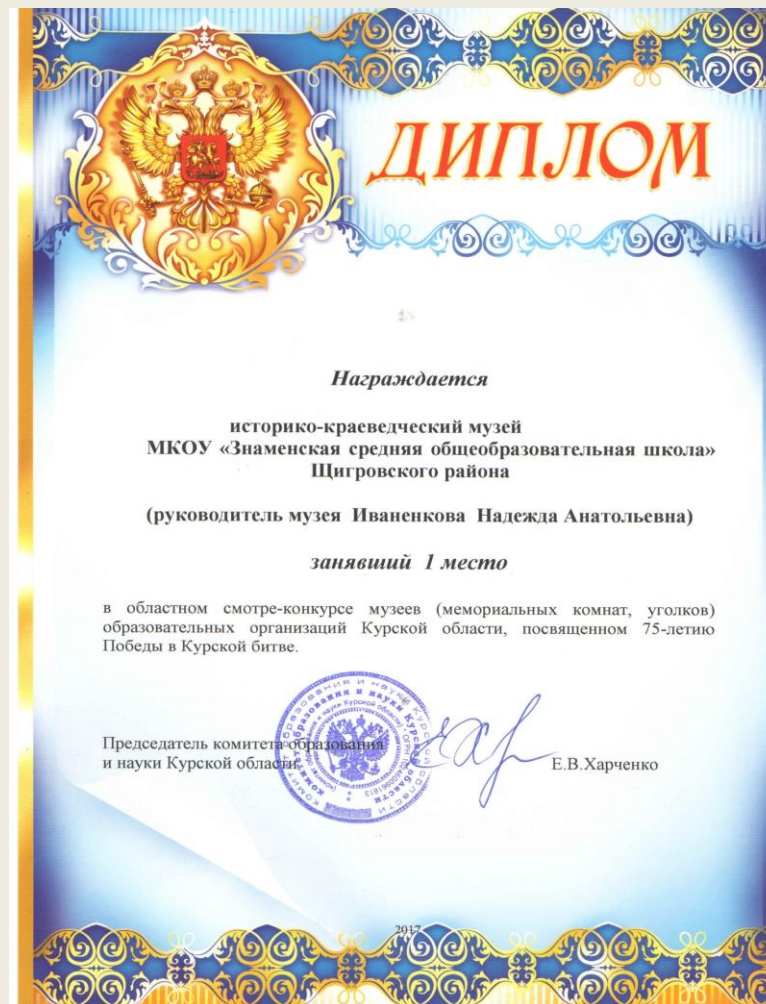 ДИПЛОМ
Награждается
историко-краеведческий музей
МКОУ «Знаменская средняя общеобразовательная школа»
Щигровского района
(руководитель музея Иваненкова Надежда Анатольевна)
занявший 1 место
в областном смотре-конкурсе музеев (мемориальных комнат, уголков)
образовательных организаций Курской области, посвященном 75-летию
Победы в Курской битве.
Председатель комитета образования
и науки Курской области
Е.В.Харченко
2017